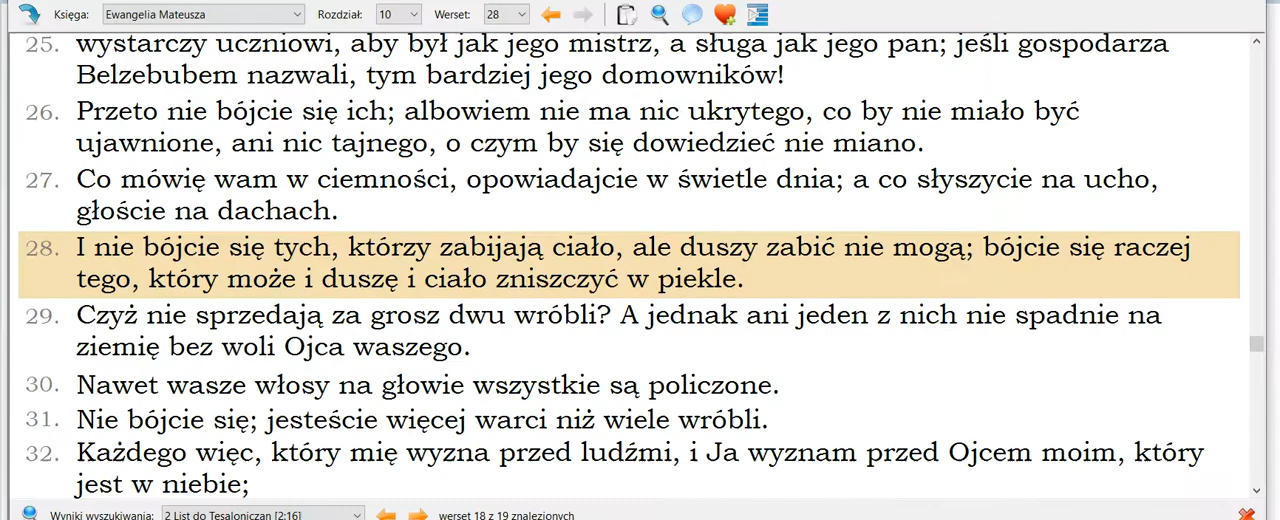 Księga: Ewangelia Mateusza Rozdział: 10 Werset: 28
25. wystarczy uczniowi, aby był jak jego mistrz, a sługa jak jego pan; jeśli gospodarza
Belzebubem nazwali, tym bardziej jego domowników!
26. Przeto nie bójcie się ich; albowiem nie ma nic ukrytego, co by nie miało być
ujawnione, ani nic tajnego, o czym by się dowiedzieć nie miano.
27. Co mówię wam w ciemności, opowiadajcie w świetle dnia; a co słyszycie na ucho,
głoście na dachach.
28. I nie bójcie się tych, którzy zabijają ciało, ale duszy zabić nie mogą; bójcie się raczej
tego, który może i duszę i ciało zniszczyć w piekle.
29. Czyż nie sprzedają za grosz dwu wróbli? A jednak ani jeden z nich nie spadnie na
ziemię bez woli Ojca waszego.
30. Nawet wasze włosy na głowie wszystkie są policzone.
31. Nie bójcie się; jesteście więcej warci niż wiele wróbli.
32. Każdego więc, który mię wyzna przed ludźmi, i Ja wyznam przed Ojcem moim, który
jest w niebie;
Wyniki wyszukiwania: 2 List do Tesaloniczan [2:16] werset 18 z 19 znalezionych